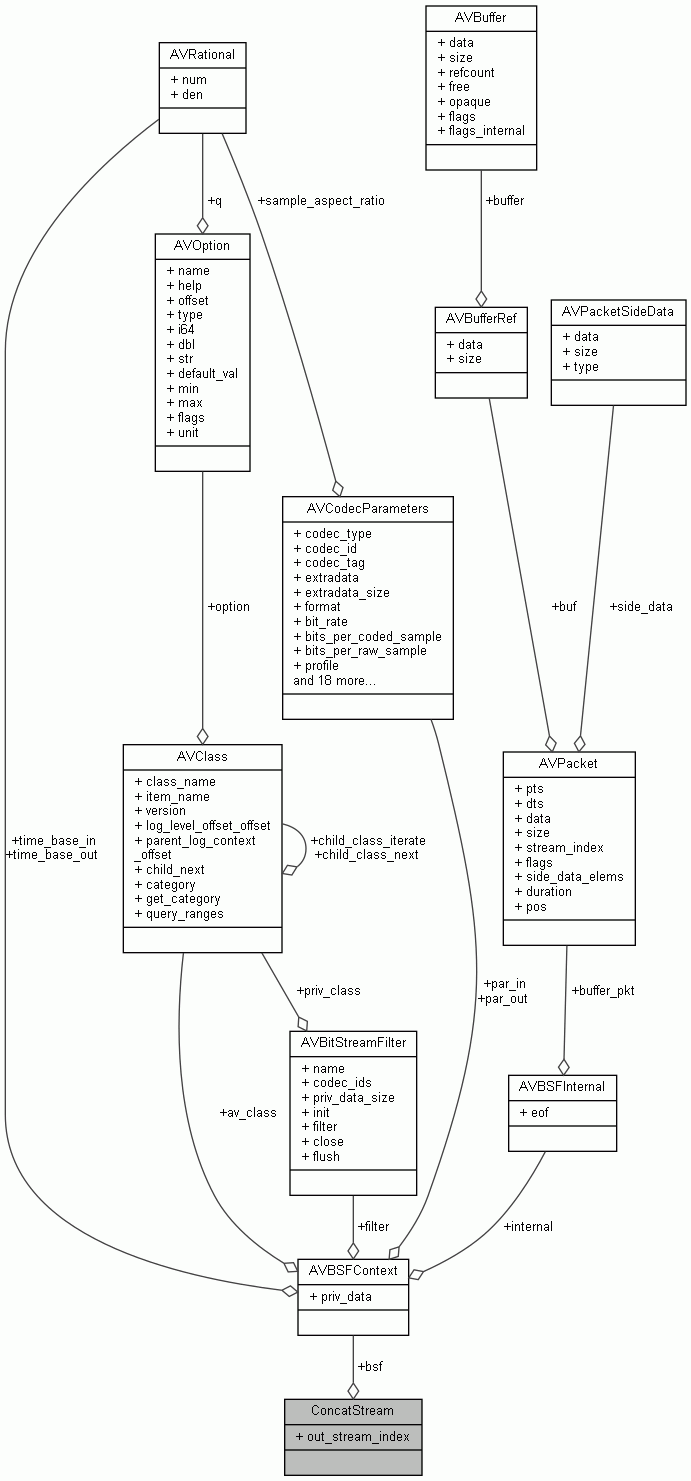 AVBuffer
+ data
+ size
+ refcount
+ free
+ opaque
+ flags
+ flags_internal
AVRational
+ num
+ den
+q
+sample_aspect_ratio
+buffer
AVOption
+ name
+ help
+ offset
+ type
+ i64
+ dbl
+ str
+ default_val
+ min
+ max
+ flags
+ unit
AVBufferRef
+ data
+ size
AVPacketSideData
+ data
+ size
+ type
AVCodecParameters
+ codec_type
+ codec_id
+ codec_tag
+ extradata
+ extradata_size
+ format
+ bit_rate
+ bits_per_coded_sample
+ bits_per_raw_sample
+ profile
and 18 more...
+option
+buf
+side_data
AVClass
+ class_name
+ item_name
+ version
+ log_level_offset_offset
+ parent_log_context
_offset
+ child_next
+ category
+ get_category
+ query_ranges
+time_base_in
+time_base_out
+child_class_iterate
+child_class_next
AVPacket
+ pts
+ dts
+ data
+ size
+ stream_index
+ flags
+ side_data_elems
+ duration
+ pos
+priv_class
+par_in
+par_out
+buffer_pkt
AVBitStreamFilter
+ name
+ codec_ids
+ priv_data_size
+ init
+ filter
+ close
+ flush
+av_class
AVBSFInternal
+ eof
+filter
+internal
AVBSFContext
+ priv_data
+bsf
ConcatStream
+ out_stream_index